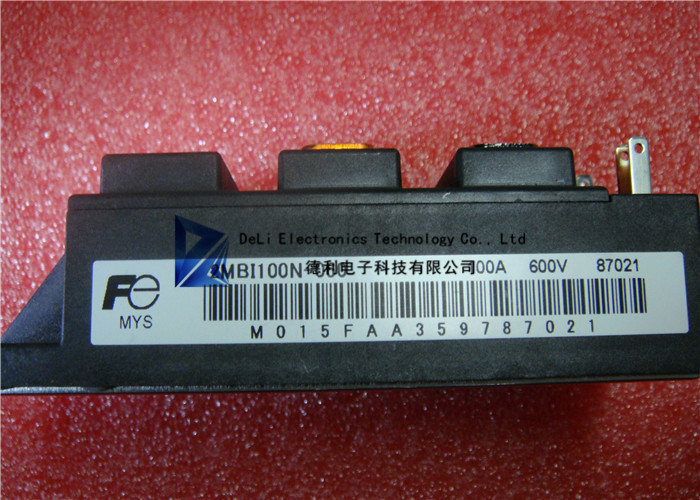 DeLi Electronics Technology Co., Ltd
德利电子科技有限公司
600V 87021
Fe
MYS
M015FAA359787021